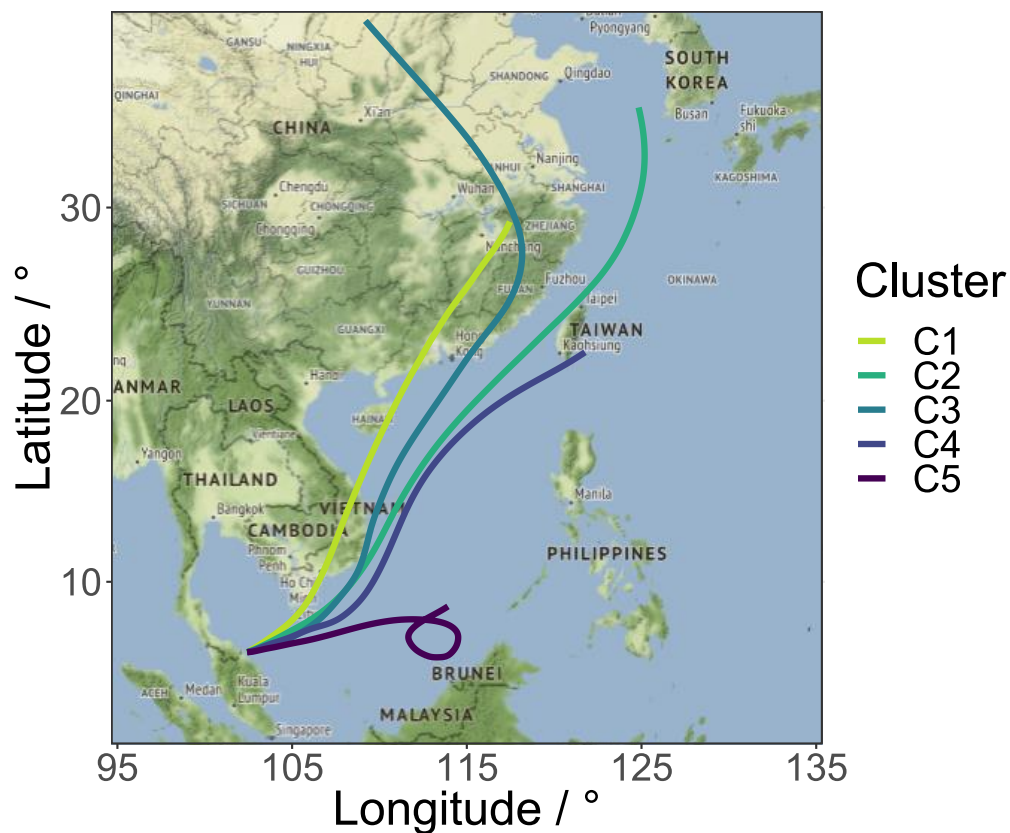 Pyongyang
GANSU
NINGXIA
HUI
SOUTH
KOREA
SHANDONG
Qingdao
QINGHAI
Xi'an
Busan
Fukuoka-
shi
CHINA
Nanjing
KAGOSHIMA
Chengdu
Wuhan
SHANGHAI
SICHUAN
CHONGQING
30
Chongqing
ZHEJIANG
Nanchang
GUIZHOU
Fuzhou
OKINAWA
FUJIAN
YUNNAN
Taipei
GUANGXI
TAIWAN
Hong
Kong
Kaohsiung
ANMAR
LAOS
20
HAINAN
Vientiane
Yangon
THAILAND
Manila
Bangkok
VIETNAM
CAMBODIA
Phnom
Penh
PHILIPPINES
10
Ho Chi
BRUNEI
ACEH
Medan
Kuala
Lumpur
MALAYSIA
Singapore
95
105
115
125
135
Longitude / °
Latitude / °
Cluster
C1
C2
C3
C4
C5